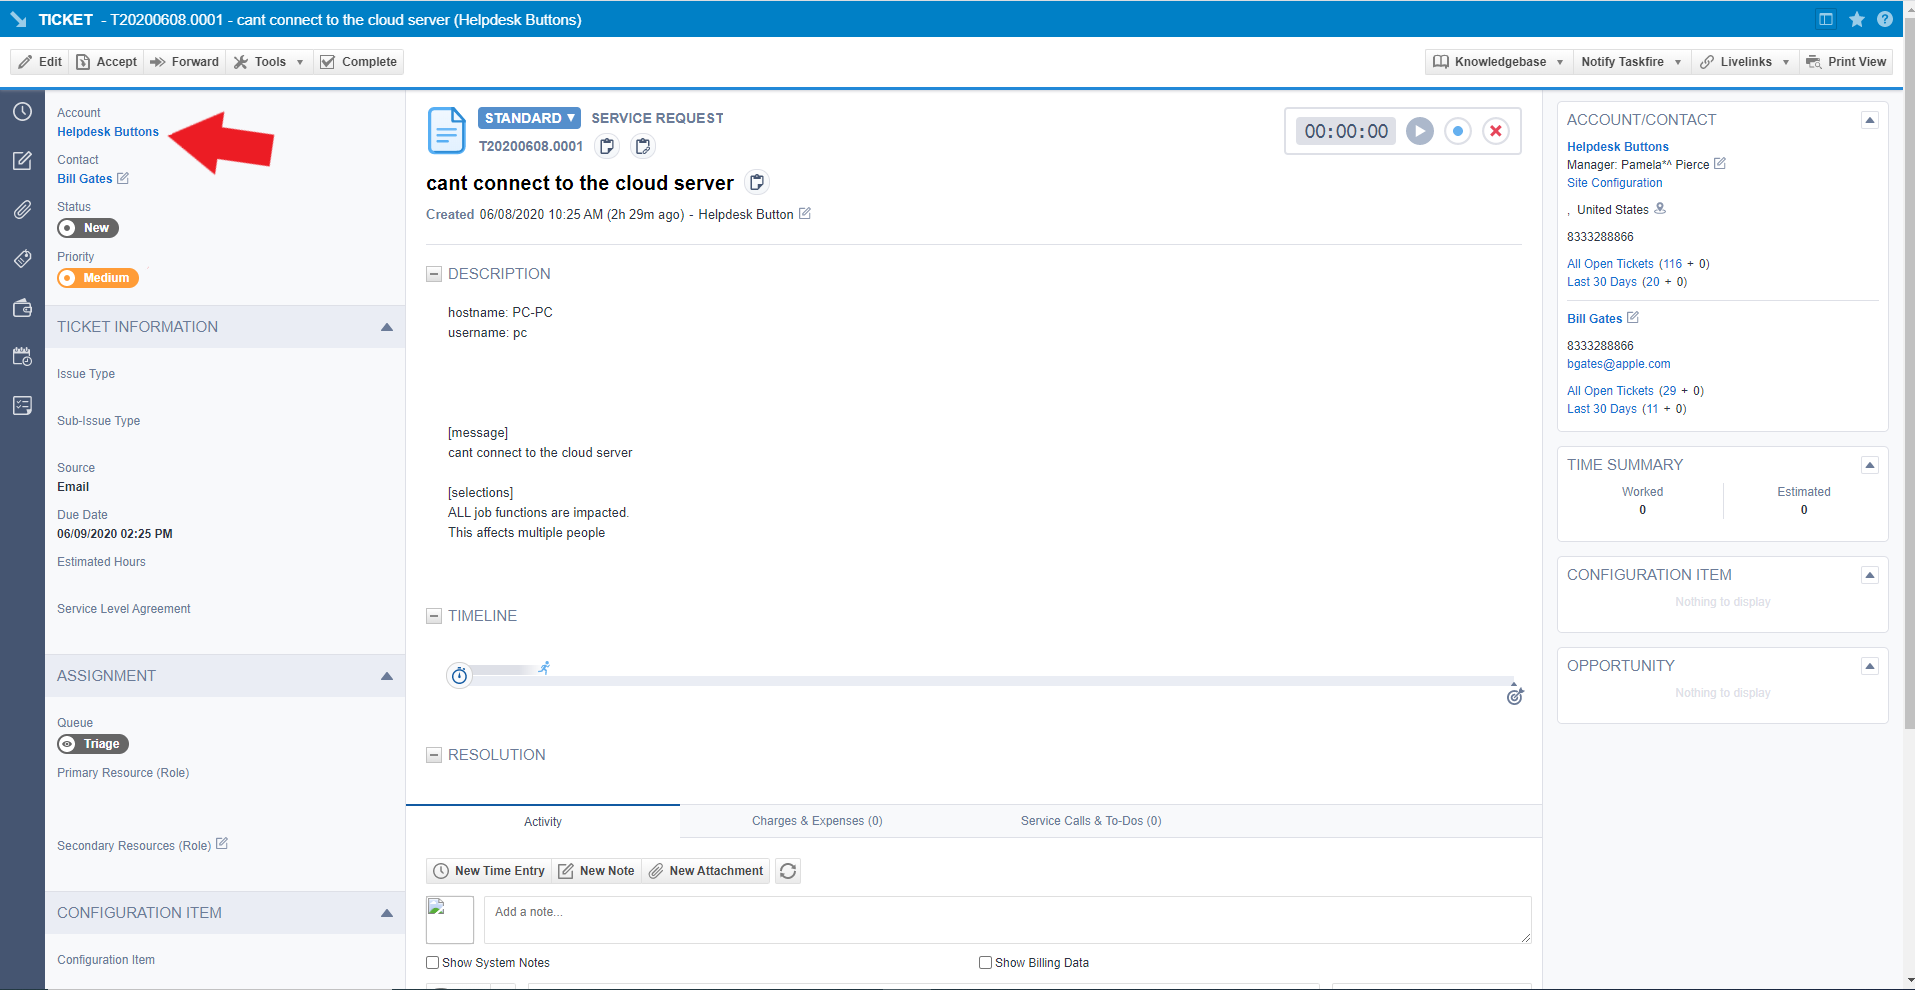 TICKET - T20200608.0001 - cant connect to the cloud server (Helpdesk Buttons)
Edit Accept Forward Tools Complete Knowledgebase Notify Taskfire Livelinks Print View
Account
Helpdesk Buttons
Contact
Bill Gates
Status
New
Priority
Medium
TICKET INFORMATION
Issue Type
Sub-Issue Type
Source
Email
Due Date
06/09/2020 02:25 PM
Estimated Hours
Service Level Agreement
ASSIGNMENT
Queue
Triage
Primary Resource (Role)
Secondary Resources (Role)
CONFIGURATION ITEM
Configuration Item
STANDARD ▼ SERVICE REQUEST
T20200608.0001
00:00:00
cant connect to the cloud server
Created 06/08/2020 10:25 AM (2h 29m ago) - Helpdesk Button
DESCRIPTION
hostname: PC-PC
username: pc
[message]
cant connect to the cloud server
[selections]
ALL job functions are impacted.
This affects multiple people
TIMELINE
RESOLUTION
Activity Charges & Expenses (0) Service Calls & To-Dos (0)
New Time Entry New Note New Attachment
Add a note...
Show System Notes Show Billing Data
ACCOUNT/CONTACT
Helpdesk Buttons
Manager: Pamela*^ Pierce
Site Configuration
, United States
8333288866
All Open Tickets (116 + 0)
Last 30 Days (20 + 0)
Bill Gates
8333288866
bgates@apple.com
All Open Tickets (29 + 0)
Last 30 Days (11 + 0)
TIME SUMMARY
Worked Estimated
0 0
CONFIGURATION ITEM
Nothing to display
OPPORTUNITY
Nothing to display